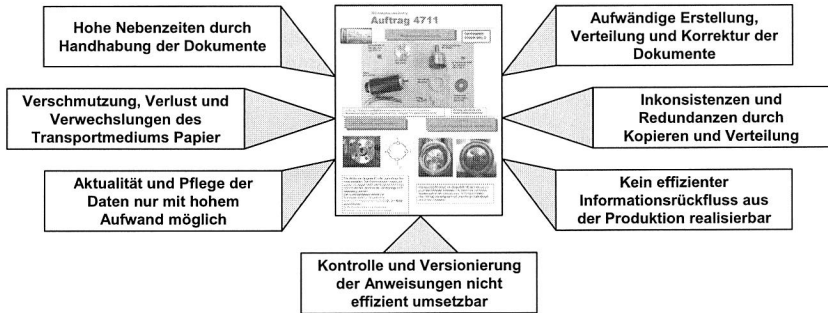 Hohe Nebenzeiten durch
Handhabung der Dokumente
Verschmutzung, Verlust und
Verwechslungen des
Transportmediums Papier
Aktualität und Pflege der
Daten nur mit hohem
Aufwand möglich
Auftrag 4711
Aufwändige Erstellung,
Verteilung und Korrektur der
Dokumente
Inkonsistenzen und
Redundanzen durch
Kopieren und Verteilung
Kein effizienter
Informationsrückfluss aus
der Produktion realisierbar
Kontrolle und Versionierung
der Anweisungen nicht
effizient umsetzbar